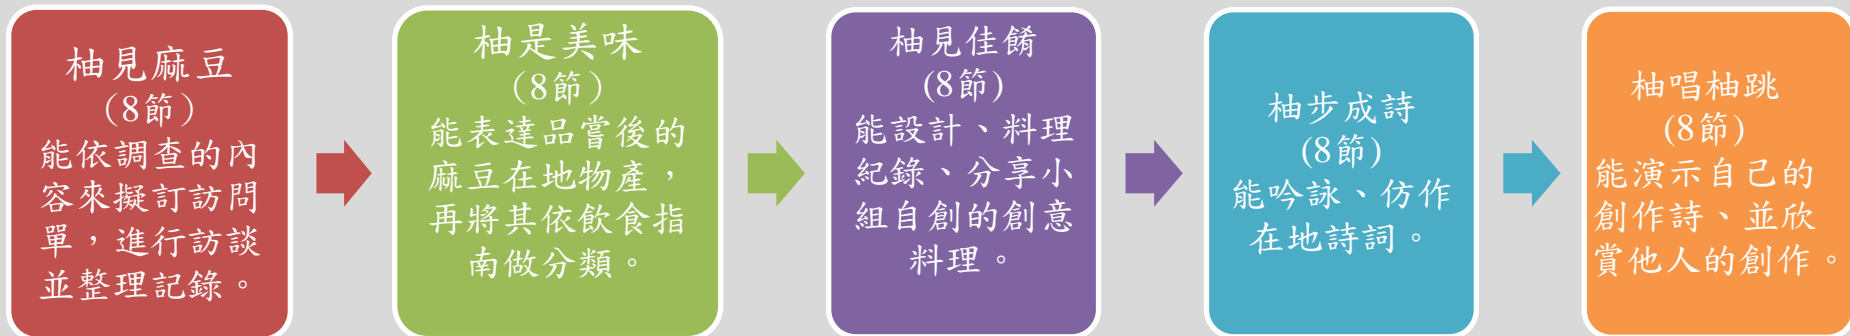 柚見麻豆
（8節）
能依調查的內
容來擬訂訪問
單，進行訪談
並整理記錄。
柚是美味
（8節）
能表達品嘗後的
麻豆在地物產，
再將其依飲食指
南做分類。
柚見佳餚
(8節)
能設計、料理
紀錄、分享小
組自創的創意
料理。
柚步成詩
(8節)
能吟詠、仿作
在地詩詞。
柚唱柚跳
(8節)
能演示自己的
創作詩、並欣
賞他人的創作。